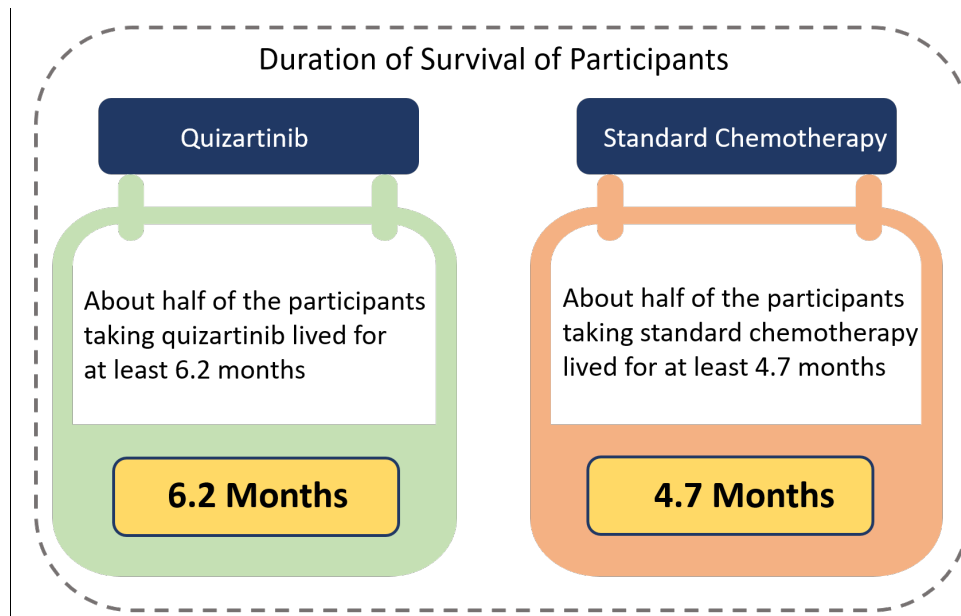 Duration of Survival of Participants
Quizartinib
Standard Chemotherapy
About half of the participants
taking quizartinib lived for
at least 6.2 months
About half of the participants
taking standard chemotherapy
lived for at least 4.7 months
6.2 Months
4.7 Months